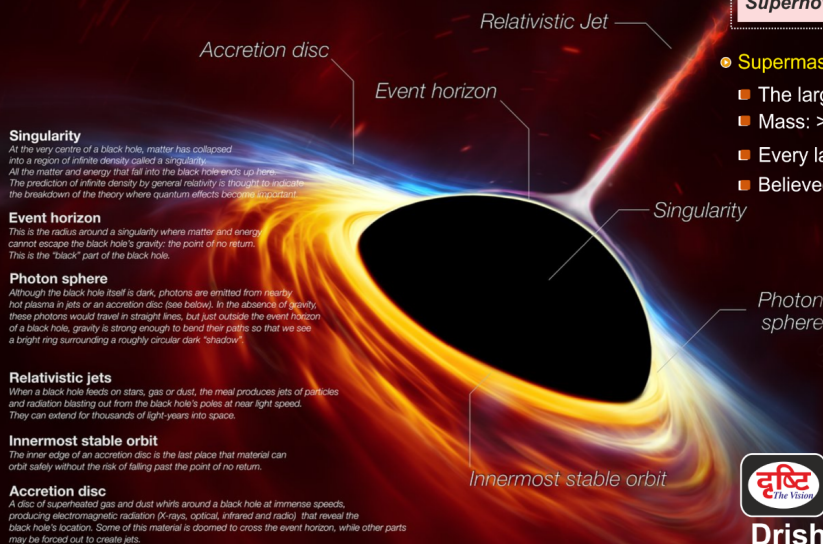 Relativistic Jet
Accretion disc
Event horizon
Singularity
Photon
sphere
Innermost stable orbit
Singularity
At the very centre of a black hole, matter has collapsed
into a region of infinite density called a singularity.
All the matter and energy that fall into the black hole ends up here.
The prediction of infinite density by general relativity is thought to indicate
the breakdown of the theory where quantum effects become important.
Event horizon
This is the radius around a singularity where matter and energy
cannot escape the black hole's gravity: the point of no return.
This is the "black" part of the black hole.
Photon sphere
Although the black hole itself is dark, photons are emitted from nearby
hot plasma in jets or an accretion disc (see below). In the absence of gravity,
these photons would travel in straight lines, but just outside the event horizon
of a black hole, gravity is strong enough to bend their paths so that we see
a bright ring surrounding a roughly circular dark "shadow".
Relativistic jets
When a black hole feeds on stars, gas or dust, the meal produces jets of particles
and radiation blasting out from the black hole's poles at near light speed.
They can extend for thousands of light-years into space.
Innermost stable orbit
The inner edge of an accretion disc is the last place that material can
orbit safely without the risk of falling past the point of no return.
Accretion disc
A disc of superheated gas and dust whirls around a black hole at immense speeds,
producing electromagnetic radiation (X-rays, optical, infrared and radio) that reveal the
black hole's location. Some of this material is doomed to cross the event horizon, while other parts
may be forced out to create jets.
Superno
Supermas
The larg
Mass: >
Every la
Believe
दृष्टि
The Vision
Drish